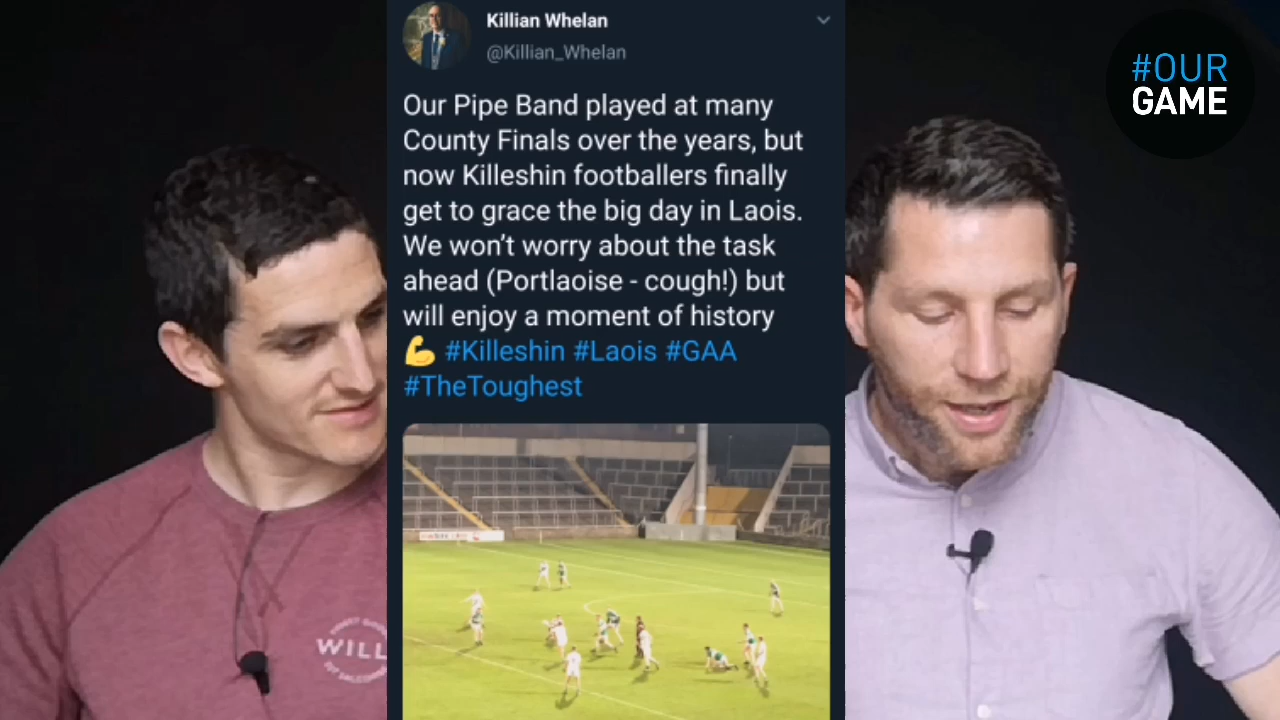 Killian Whelan
@Killian_Whelan
#OUR
GAME
Our Pipe Band played at many
County Finals over the years, but
now Killeshin footballers finally
get to grace the big day in Laois.
We won't worry about the task
ahead (Portlaoise - cough!) but
will enjoy a moment of history
💪 #Killeshin #Laois #GAA
#TheToughest
WILL